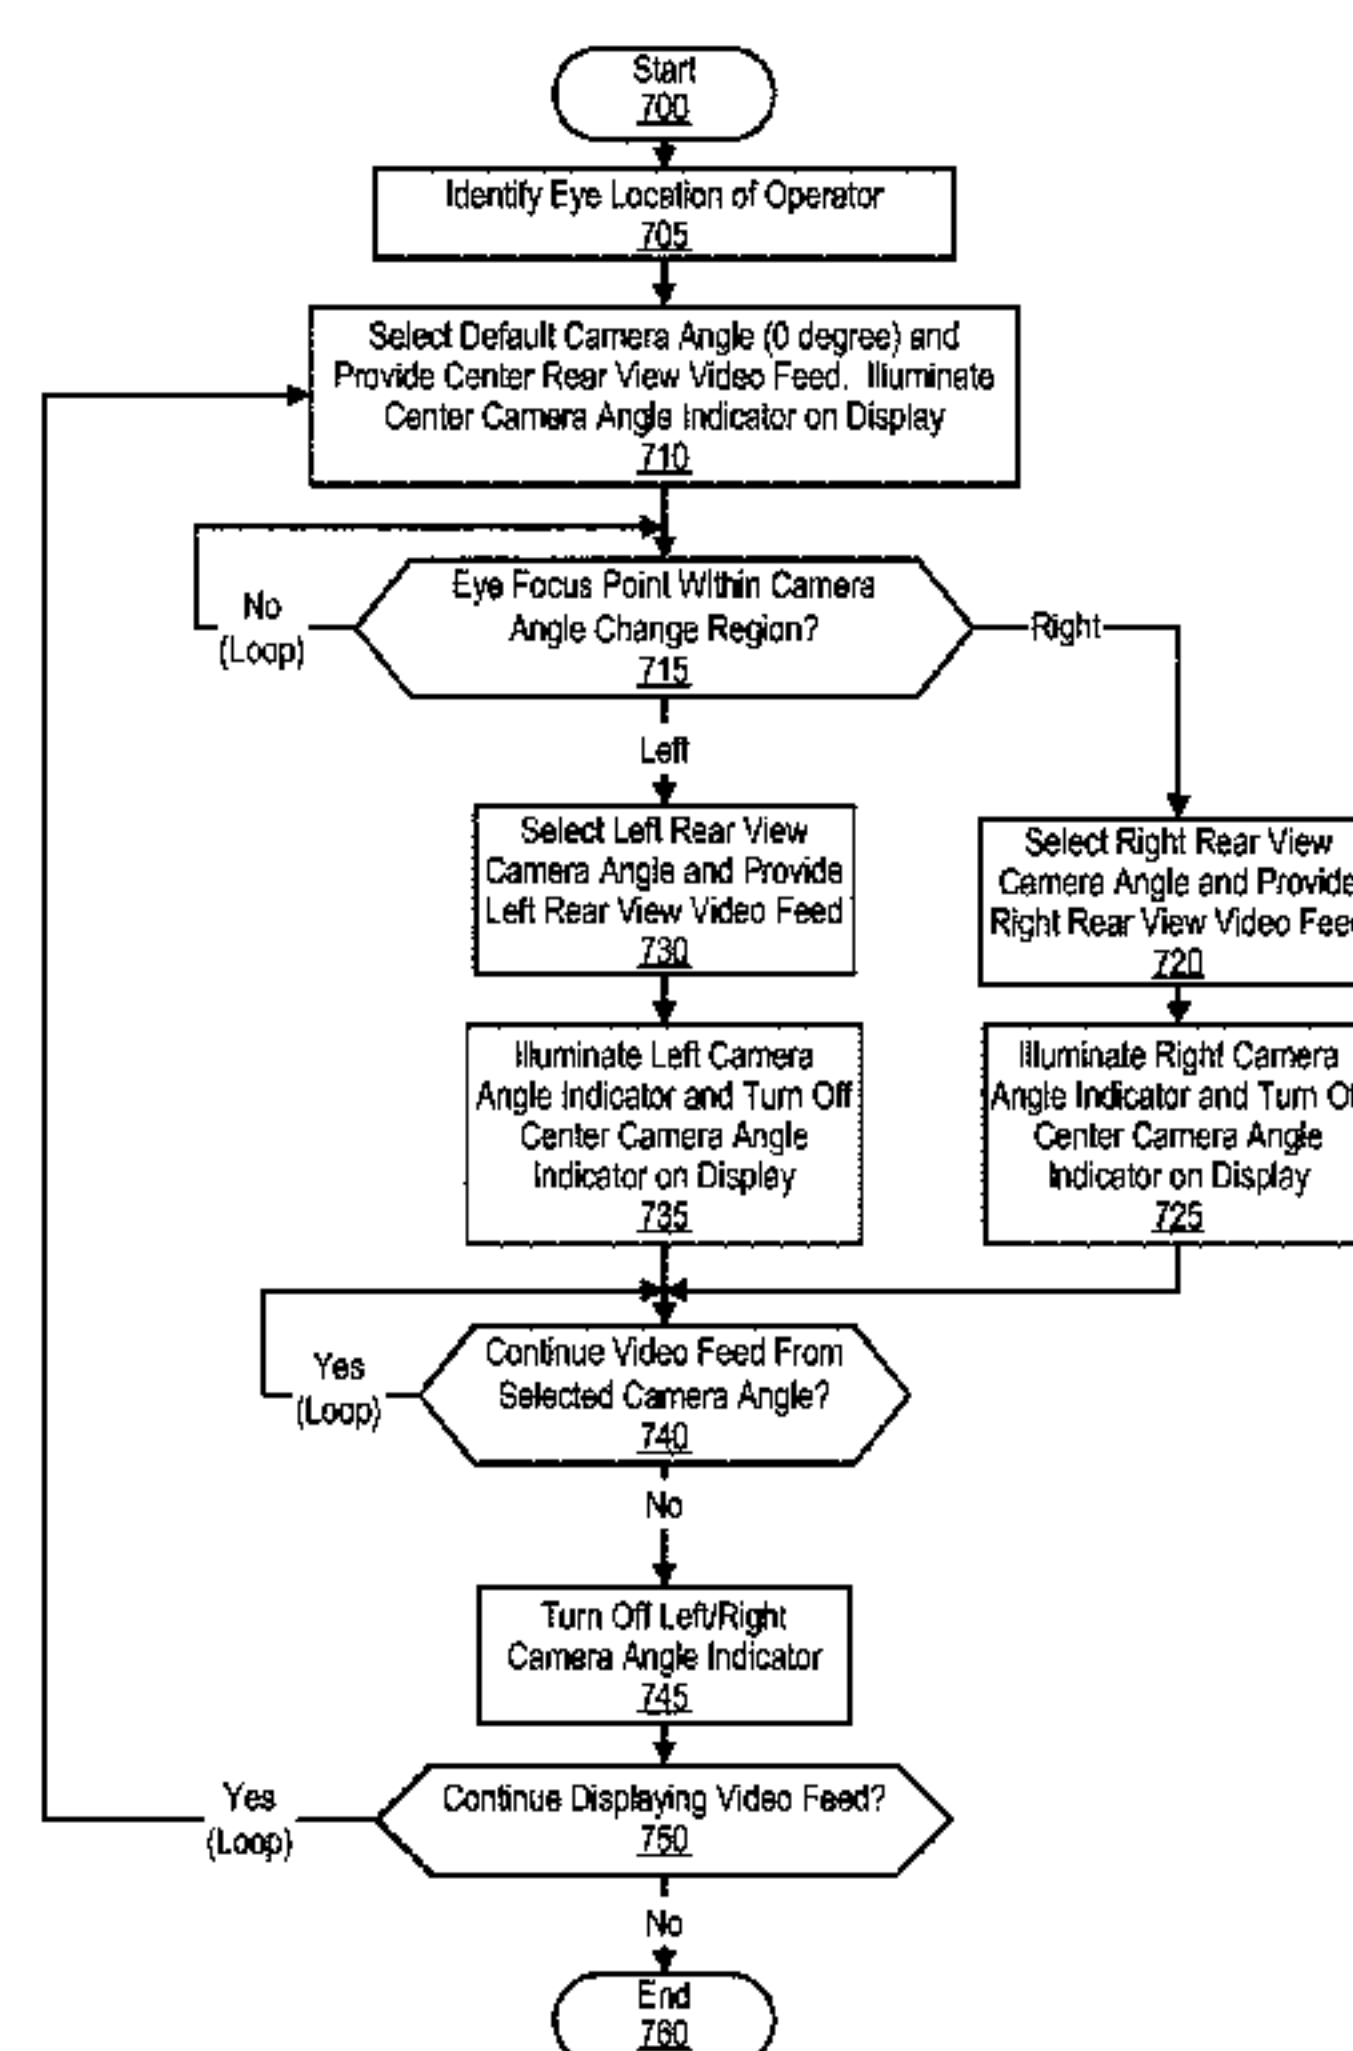 Start
700
Identify Eye Location of Operator
705
Select Default Camera Angle (0 degree) and
Provide Center Rear View Video Feed. Illuminate
Center Camera Angle Indicator on Display
710
Eye Focus Point Within Camera
Angle Change Region?
715
No
(Loop)
Right
Left
Select Left Rear View
Camera Angle and Provide
Left Rear View Video Feed
730
Select Right Rear View
Camera Angle and Provide
Right Rear View Video Fee
720
Illuminate Left Camera
Angle Indicator and Turn Off
Center Camera Angle
Indicator on Display
735
Illuminate Right Camera
Angle Indicator and Turn Of
Center Camera Angle
Indicator on Display
725
Continue Video Feed From
Selected Camera Angle?
740
Yes
(Loop)
No
Turn Off Left/Right
Camera Angle Indicator
745
Continue Displaying Video Feed?
750
Yes
(Loop)
No
End
760